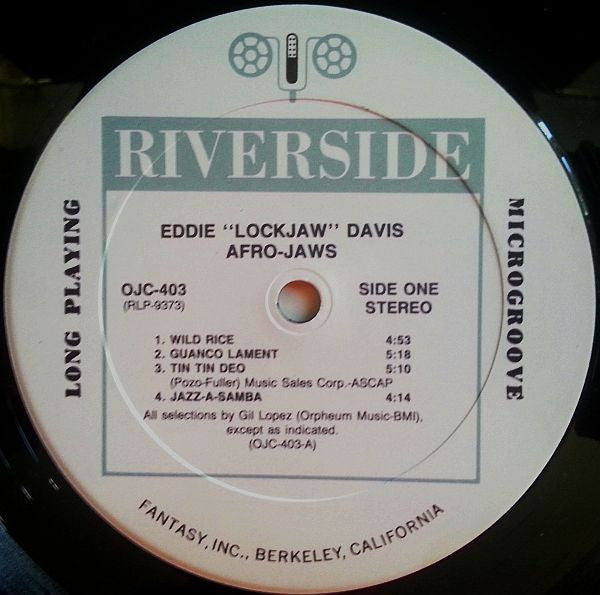 RIVERSIDE
LONG PLAYING
MICROGROOVE
EDDIE "LOCKJAW" DAVIS
AFRO-JAWS
OJC-403
(RLP-9373)
SIDE ONE
STEREO
1. WILD RICE 4:53
2. GUANCO LAMENT 5:18
3. TIN TIN DEO 5:10
(Pozo-Fuller) Music Sales Corp.-ASCAP
4. JAZZ-A-SAMBA 4:14
All selections by Gil Lopez (Orpheum Music-BMI),
except as indicated.
(OJC-403-A)
FANTASY, INC., BERKELEY, CALIFORNIA